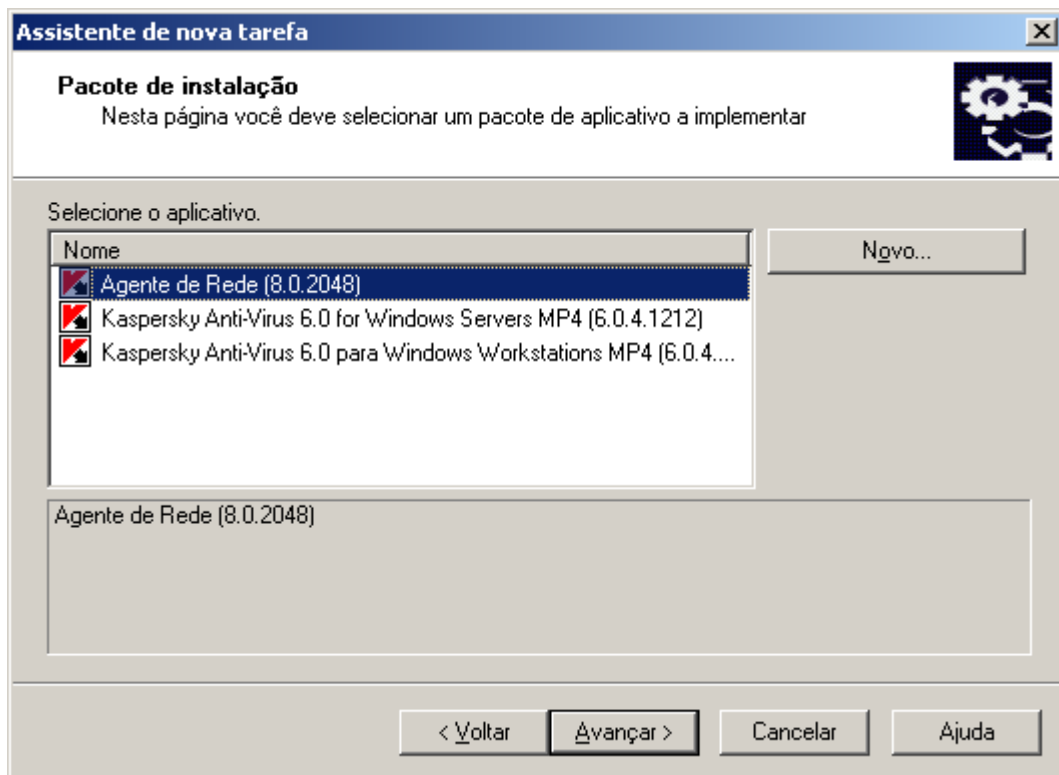 Assistente de nova tarefa
Pacote de instalação
Nesta página você deve selecionar um pacote de aplicativo a implementar
Selecione o aplicativo.
Nome
Novo...
Agente de Rede (8.0.2048)
Kaspersky Anti-Virus 6.0 for Windows Servers MP4 (6.0.4.1212)
Kaspersky Anti-Virus 6.0 para Windows Workstations MP4 (6.0.4....
Agente de Rede (8.0.2048)
< Voltar
Avançar >
Cancelar
Ajuda